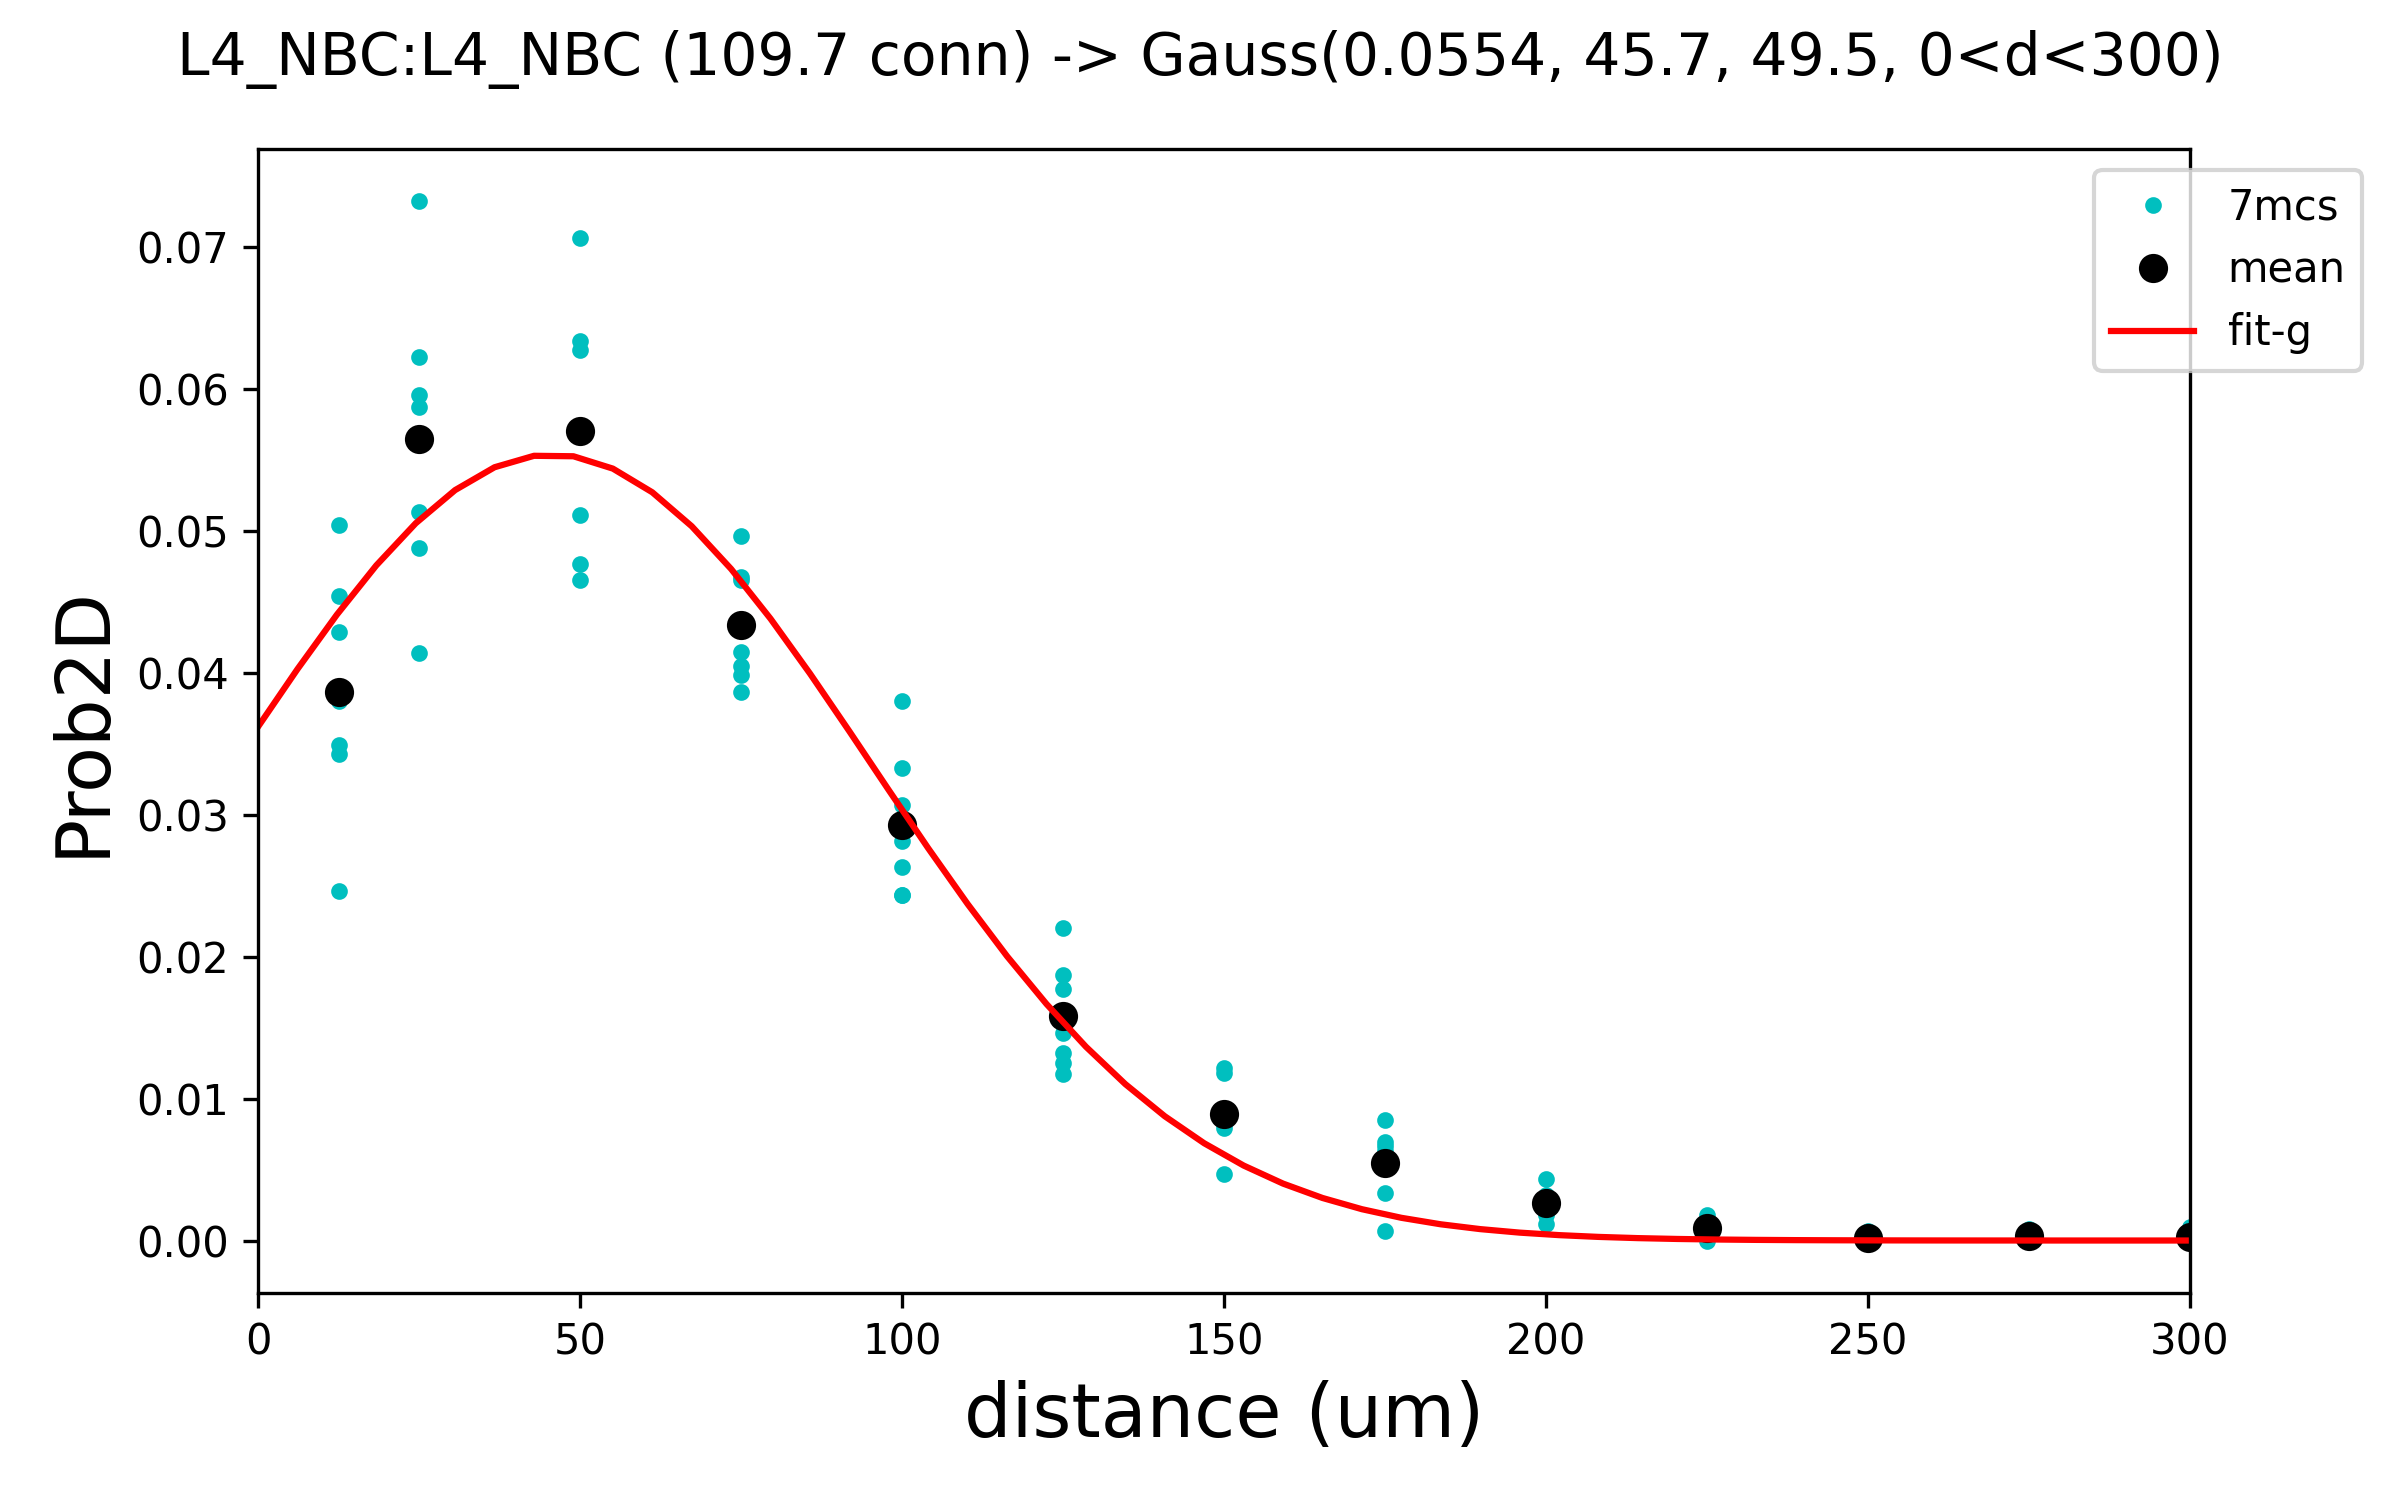 L4_NBC:L4_NBC (109.7 conn) -> Gauss(0.0554, 45.7, 49.5, 0<d<300)
7mcs
mean
fit-g
0.07
0.06
0.05
0.04
0.03
0.02
0.01
0.00
Prob2D
0 50 100 150 200 250 300
distance (um)